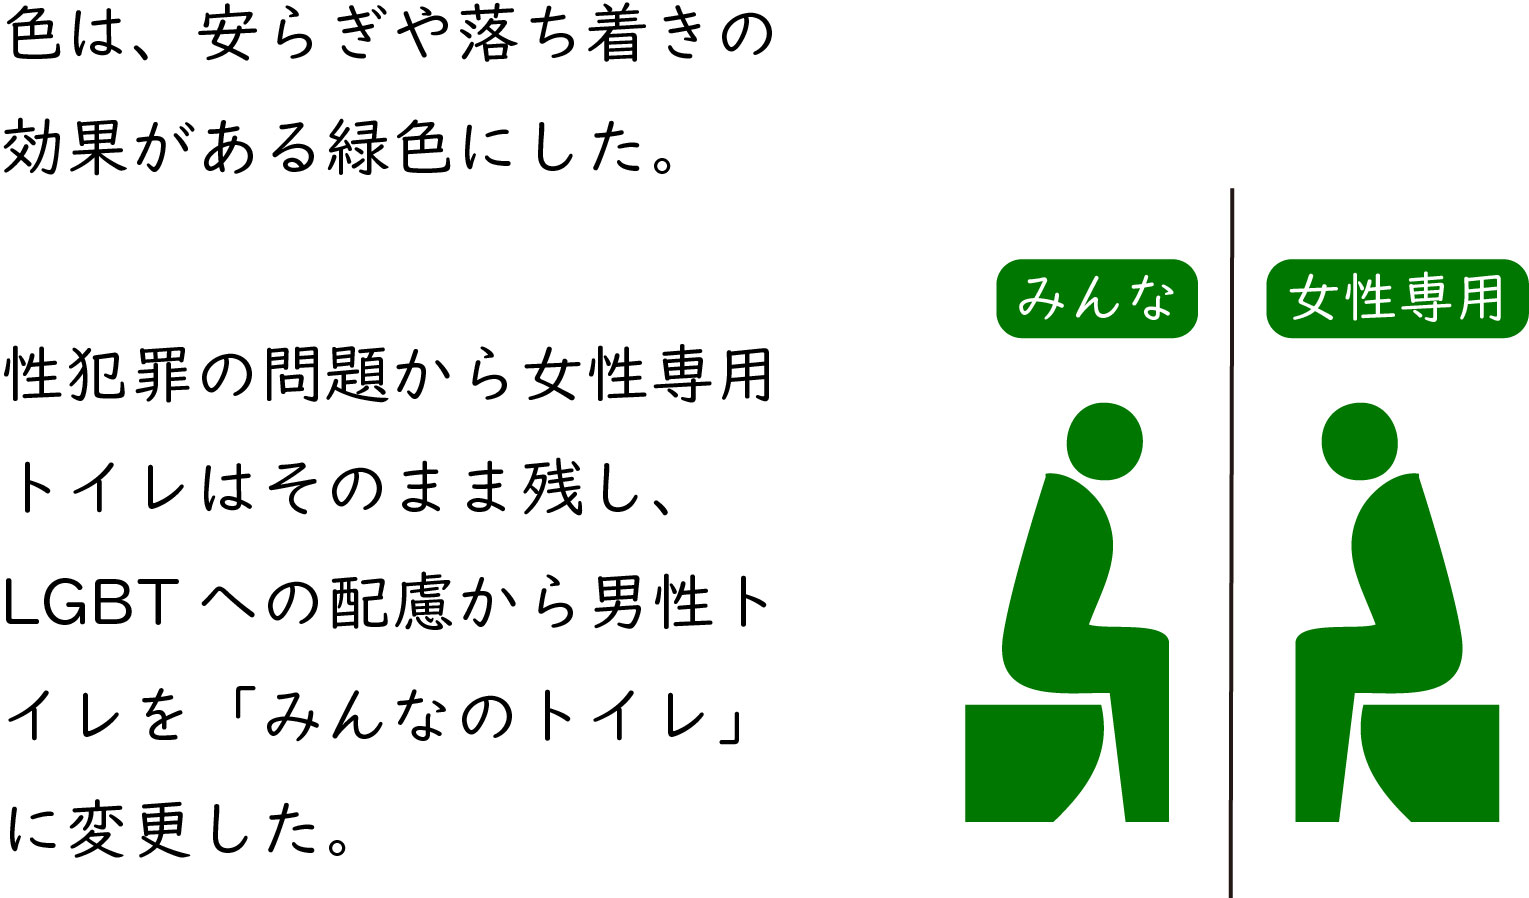 色は、安らぎや落ち着きの
効果がある緑色にした。
性犯罪の問題から女性専用
トイレはそのまま残し、
LGBTへの配慮から男性ト
イレを「みんなのトイレ」
に変更した。
みんな
女性専用